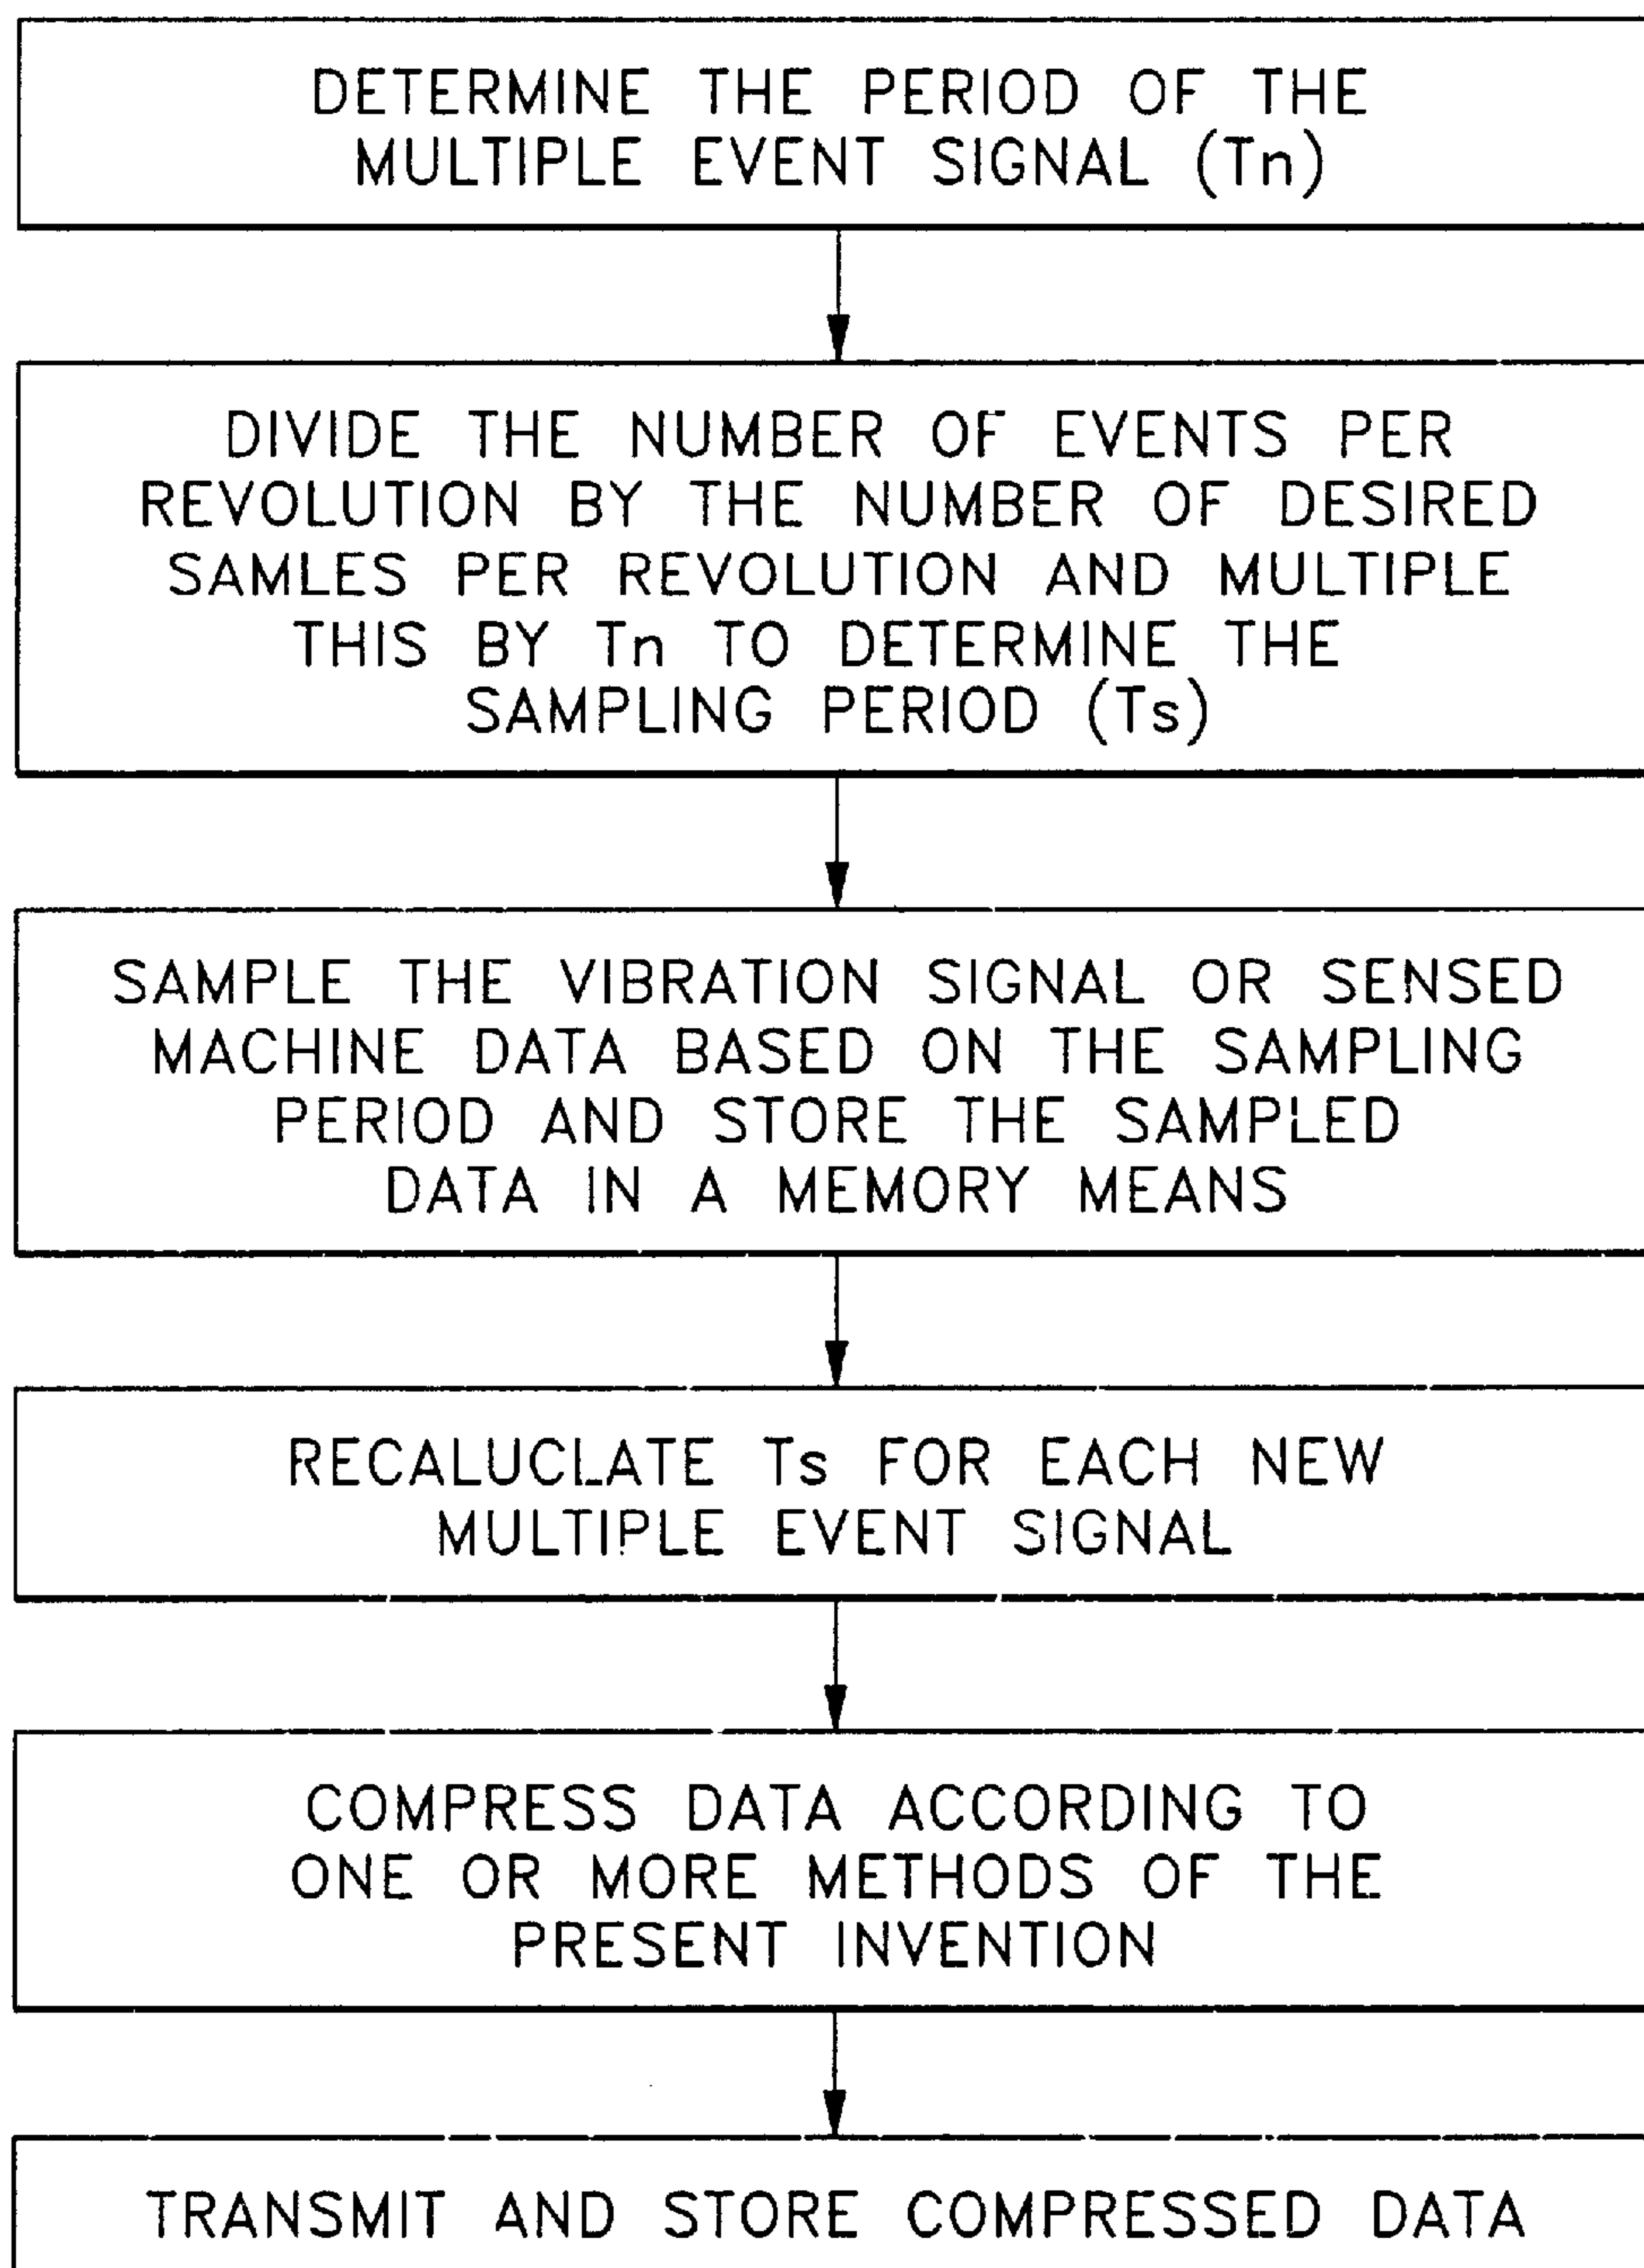 DETERMINE THE PERIOD OF THE
MULTIPLE EVENT SIGNAL (Tn)
DIVIDE THE NUMBER OF EVENTS PER
REVOLUTION BY THE NUMBER OF DESIRED
SAMLES PER REVOLUTION AND MULTIPLE
THIS BY Tn TO DETERMINE THE
SAMPLING PERIOD (Ts)
SAMPLE THE VIBRATION SIGNAL OR SENSED
MACHINE DATA BASED ON THE SAMPLING
PERIOD AND STORE THE SAMPLED
DATA IN A MEMORY MEANS
RECALUCLATE Ts FOR EACH NEW
MULTIPLE EVENT SIGNAL
COMPRESS DATA ACCORDING TO
ONE OR MORE METHODS OF THE
PRESENT INVENTION
TRANSMIT AND STORE COMPRESSED DATA